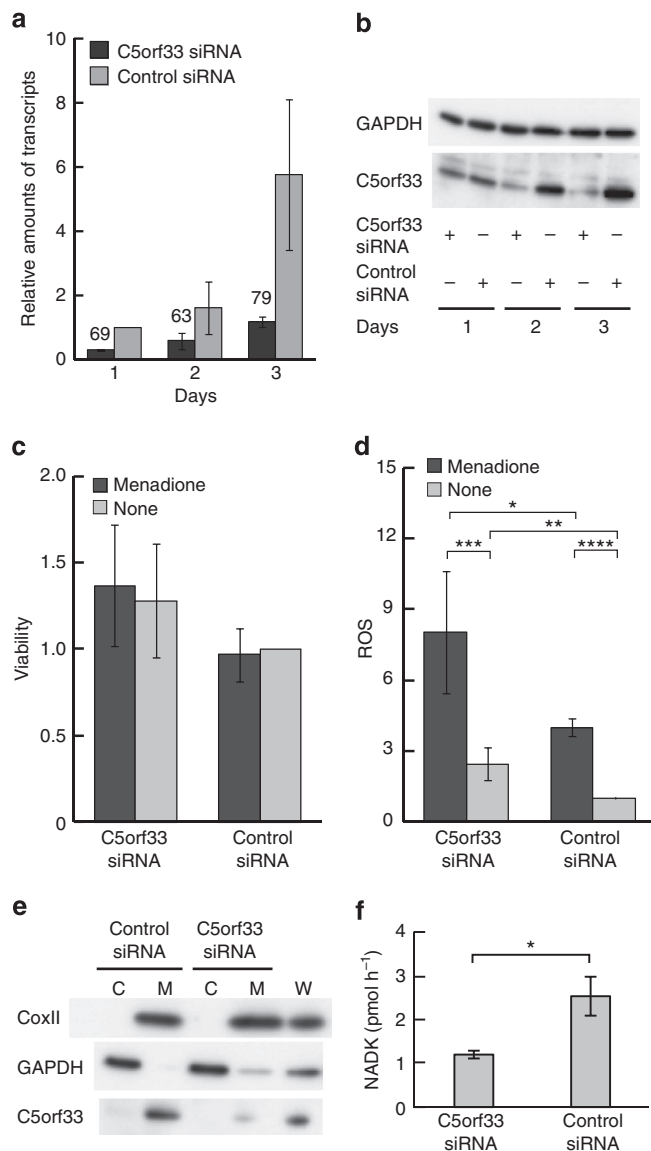 a
10
8
6
4
2
0
Relative amounts of transcripts
C5orf33 siRNA
Control siRNA
69
63
79
1 2 3
Days
b
GAPDH
C5orf33
C5orf33 siRNA + – + – + –
Control siRNA – + – + – +
Days 1 2 3
c
2.0
1.5
1.0
0.5
0
Viability
Menadione
None
C5orf33 siRNA
Control siRNA
d
15
12
9
6
3
0
ROS
Menadione
None
*
**
***
****
C5orf33 siRNA
Control siRNA
e
Control siRNA
C5orf33 siRNA
C M C M W
CoxII
GAPDH
C5orf33
f
4
3
2
1
0
NADK (pmol h⁻¹)
*
C5orf33 siRNA
Control siRNA